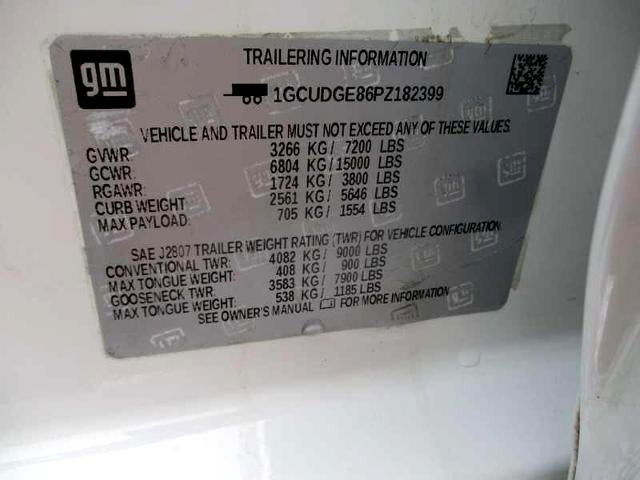 gm
TRAILERING INFORMATION
1GCUDGE86PZ182399
VEHICLE AND TRAILER MUST NOT EXCEED ANY OF THESE VALUES.
GVWR: 3266 KG / 7200 LBS
GCWR: 6804 KG / 15000 LBS
RGAWR: 1724 KG / 3800 LBS
CURB WEIGHT: 2561 KG / 5646 LBS
MAX PAYLOAD: 705 KG / 1554 LBS
SAE J2807 TRAILER WEIGHT RATING (TWR) FOR VEHICLE CONFIGURATION.
CONVENTIONAL TWR: 4082 KG / 9000 LBS
MAX TONGUE WEIGHT: 408 KG / 900 LBS
GOOSENECK TWR: 3583 KG / 7900 LBS
MAX TONGUE WEIGHT: 538 KG / 1185 LBS
SEE OWNER'S MANUAL FOR MORE INFORMATION